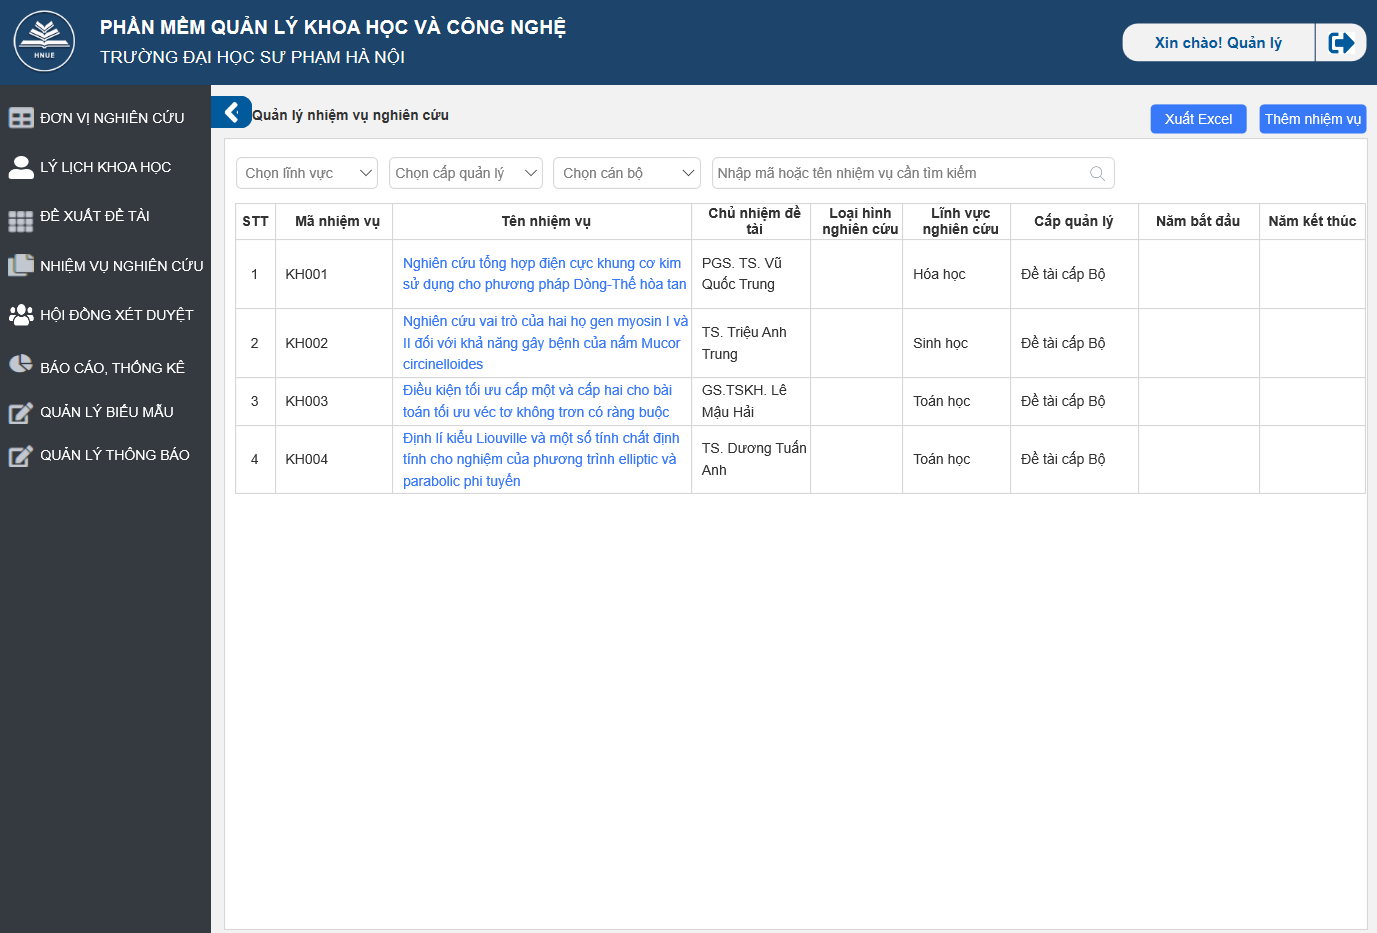 PHẦN MỀM QUẢN LÝ KHOA HỌC VÀ CÔNG NGHỆ
TRƯỜNG ĐẠI HỌC SƯ PHẠM HÀ NỘI
HNUE
Xin chào! Quản lý
ĐƠN VỊ NGHIÊN CỨU
LÝ LỊCH KHOA HỌC
ĐỀ XUẤT ĐỀ TÀI
NHIỆM VỤ NGHIÊN CỨU
HỘI ĐỒNG XÉT DUYỆT
BÁO CÁO, THỐNG KÊ
QUẢN LÝ BIỂU MẪU
QUẢN LÝ THÔNG BÁO
Quản lý nhiệm vụ nghiên cứu
Xuất Excel
Thêm nhiệm vụ
Chọn lĩnh vực
Chọn cấp quản lý
Chọn cán bộ
Nhập mã hoặc tên nhiệm vụ cần tìm kiếm
STT
Mã nhiệm vụ
Tên nhiệm vụ
Chủ nhiệm đề
tài
Loại hình
nghiên cứu
Lĩnh vực
nghiên cứu
Cấp quản lý
Năm bắt đầu
Năm kết thúc
1
KH001
Nghiên cứu tổng hợp điện cực khung cơ kim
sử dụng cho phương pháp Dòng-Thế hòa tan
PGS. TS. Vũ
Quốc Trung
Hóa học
Đề tài cấp Bộ
2
KH002
Nghiên cứu vai trò của hai họ gen myosin I và
II đối với khả năng gây bệnh của nấm Mucor
circinelloides
TS. Triệu Anh
Trung
Sinh học
Đề tài cấp Bộ
3
KH003
Điều kiện tối ưu cấp một và cấp hai cho bài
toán tối ưu véc tơ không trơn có ràng buộc
GS.TSKH. Lê
Mậu Hải
Toán học
Đề tài cấp Bộ
4
KH004
Định lí kiểu Liouville và một số tính chất định
tính cho nghiệm của phương trình elliptic và
parabolic phi tuyến
TS. Dương Tuấn
Anh
Toán học
Đề tài cấp Bộ